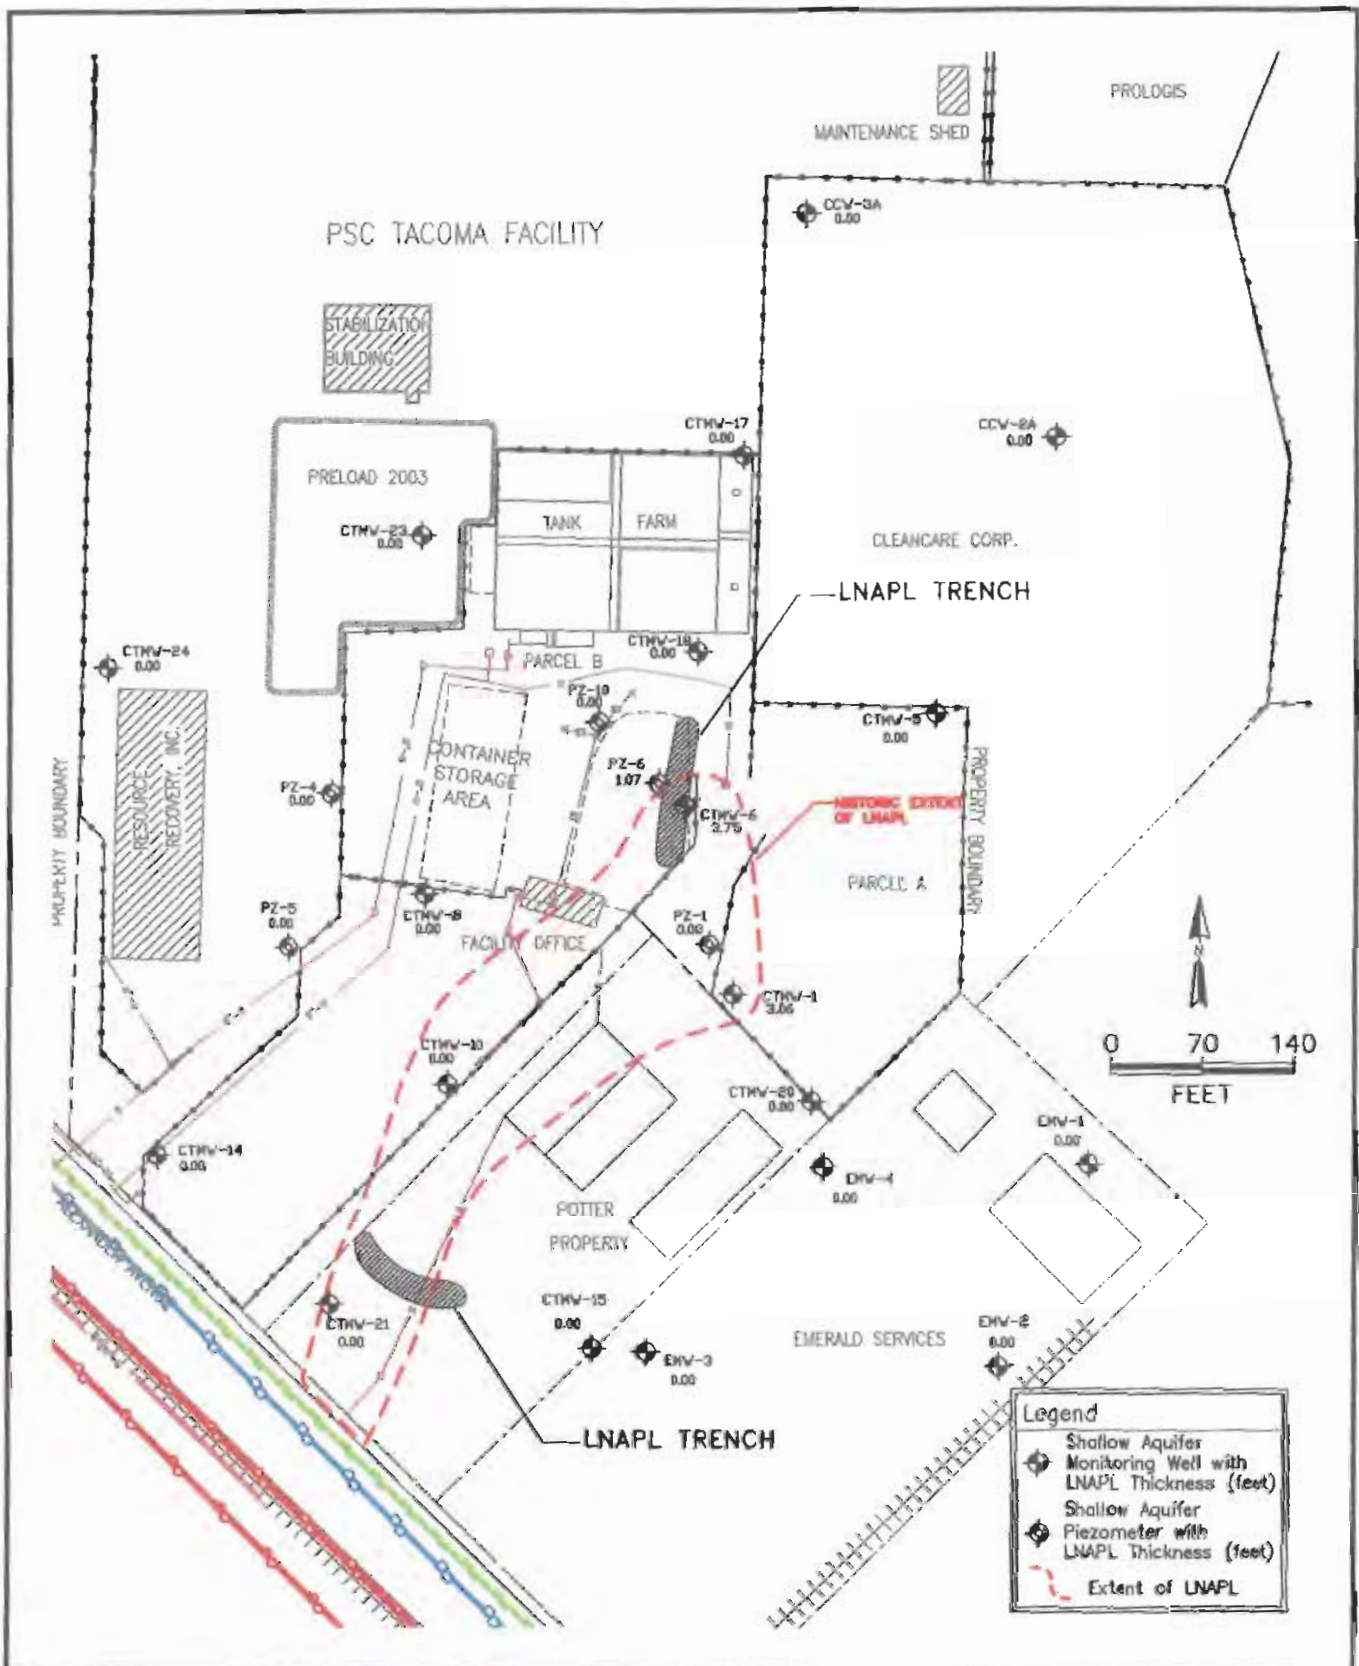 PROLOGIS
MAINTENANCE SHED
CCW-3A
0.00
PSC TACOMA FACILITY
STABILIZATION
BUILDING
CTMW-17
0.00
CCW-2A
0.00
PRELOAD 2003
CTMW-23
0.00
TANK FARM
CLEANCARE CORP.
LNAPL TRENCH
CTMW-24
0.00
CTMW-18
0.00
PARCEL B
PZ-10
0.00
CTMW-5
0.00
CONTAINER
STORAGE
AREA
PZ-6
1.07
PZ-4
0.00
CTMW-6
HISTORIC EXTENT
OF LNAPL
PROPERTY BOUNDARY
RESOURCE
RECOVERY, INC.
PROPERTY BOUNDARY
PARCEL A
CTMW-8
0.00
PZ-5
0.00
FACILITY OFFICE
PZ-1
0.00
N
CTMW-1
CTMW-10
0.00
0 70 140
FEET
CTMW-20
0.00
EMW-1
0.00
CTMW-14
0.00
EMW-4
0.00
POTTER
PROPERTY
CTMW-21
0.00
CTMW-15
0.00
EMW-3
0.00
EMERALD SERVICES
EMW-2
0.00
LNAPL TRENCH
Legend
Shallow Aquifer
Monitoring Well with
LNAPL Thickness (feet)
Shallow Aquifer
Piezometer with
LNAPL Thickness (feet)
Extent of LNAPL